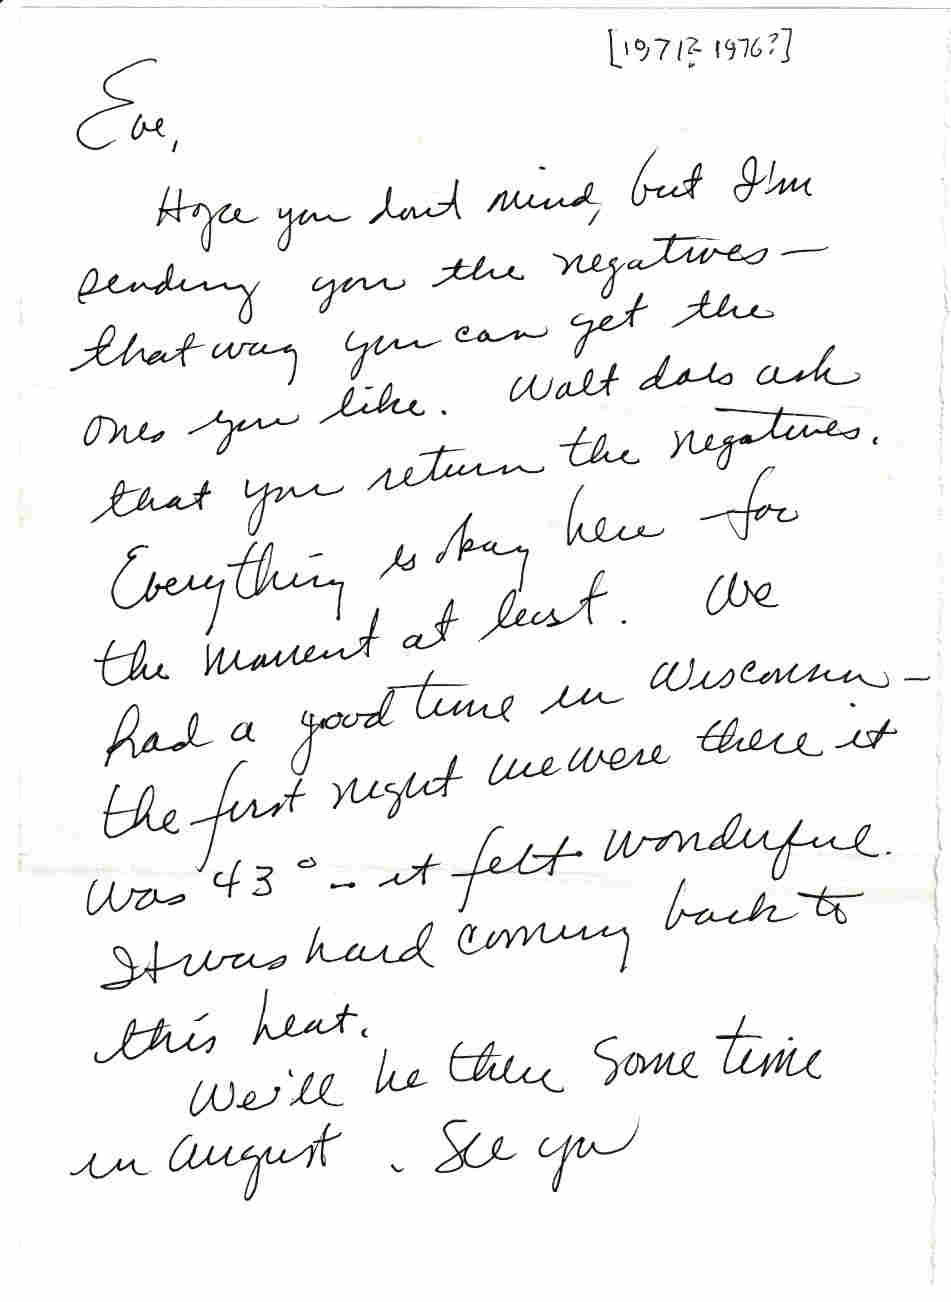 [1971?-1976?]
Eve,
Hope you dont mind, but I'm
sending you the negatives —
that way you can get the
ones you like. Walt does ask
that you return the negatives.
Everything is okay here for
the moment at least. We
had a good time in Wisconsin —
the first night we were there it
was 43° — it felt wonderful.
It was hard coming back to
this heat.
We'll be there some time
in August. See you